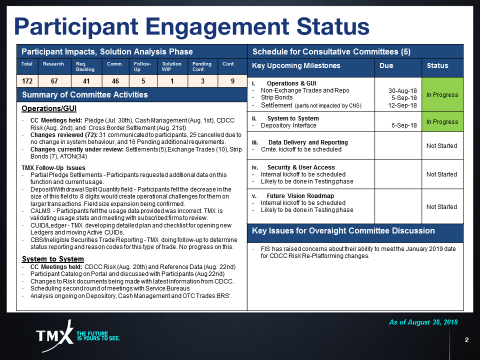 Participant Engagement Status
Participant Impacts, Solution Analysis Phase
Total Research Req. Backlog Comm. Follow-Up Solution WIP Pending Conf. Conf.
172 67 41 46 5 1 3 9
Summary of Committee Activities
Operations/GUI
- CC Meetings held: Pledge (Jul. 30th), Cash Management (Aug. 1st), CDCC
Risk (Aug. 2nd), and Cross Border Settlement (Aug. 21st)
- Changes reviewed (72): 31 communicated to participants, 25 cancelled due to
no change in system behaviour, and 16 Pending additional requirements.
- Changes currently under review: Settlements(5),Exchange Trades (10), Strip
Bonds (7), ATON(34)
TMX Follow-Up Issues
- Partial Pledge Settlements - Participants requested additional data on this
function and current usage.
- Deposit/Withdrawal Split Quantity field - Participants felt the decrease in the
size of this field to 8 digits would create operational challenges for them on
larger transactions. Field size expansion being confirmed.
- CALMS - Participants felt the usage data provided was incorrect. TMX is
validating usage stats and meeting with subscribed firms to review.
- CUID/Ledger - TMX developing detailed plan and checklist for opening new
Ledgers and moving Active CUIDs.
- CBS/Ineligible Securities Trade Reporting - TMX doing follow-up to determine
status reporting and reason codes for this type of trade. No progress on this.
System to System
- CC Meetings held: CDCC Risk (Aug. 20th) and Reference Data (Aug. 22nd)
- Participant Catalog on Portal and discussed with Participants (Aug 22nd)
- Changes to Risk documents being made with latest information from CDCC.
- Scheduling second round of meetings with Service Bureaus
- Analysis ongoing on Depository, Cash Management and OTC Trades BRS'.
Schedule for Consultative Committees (5)
Key Upcoming Milestones Due Status
i. Operations & GUI
- Non-Exchange Trades and Repo 30-Aug-18
- Strip Bonds 5-Sep-18
- Settlement (parts not impacted by CNS) 12-Sep-18
In Progress
ii. System to System
- Depository Interface 6-Sep-18
In Progress
iii. Data Delivery and Reporting
- Cmte. kickoff to be scheduled
Not Started
iv. Security & User Access
- Internal kickoff to be scheduled
- Likely to be done in Testing phase
Not Started
v. Future Vision Roadmap
- Internal kickoff to be scheduled
- Likely to be done in Testing phase
Not Started
Key Issues for Oversight Committee Discussion
- FIS has raised concerns about their ability to meet the January 2019 date
for CDCC Risk Re-Platforming changes.
As of August 28, 2018
TMX THE FUTURE
IS YOURS TO SEE.
2